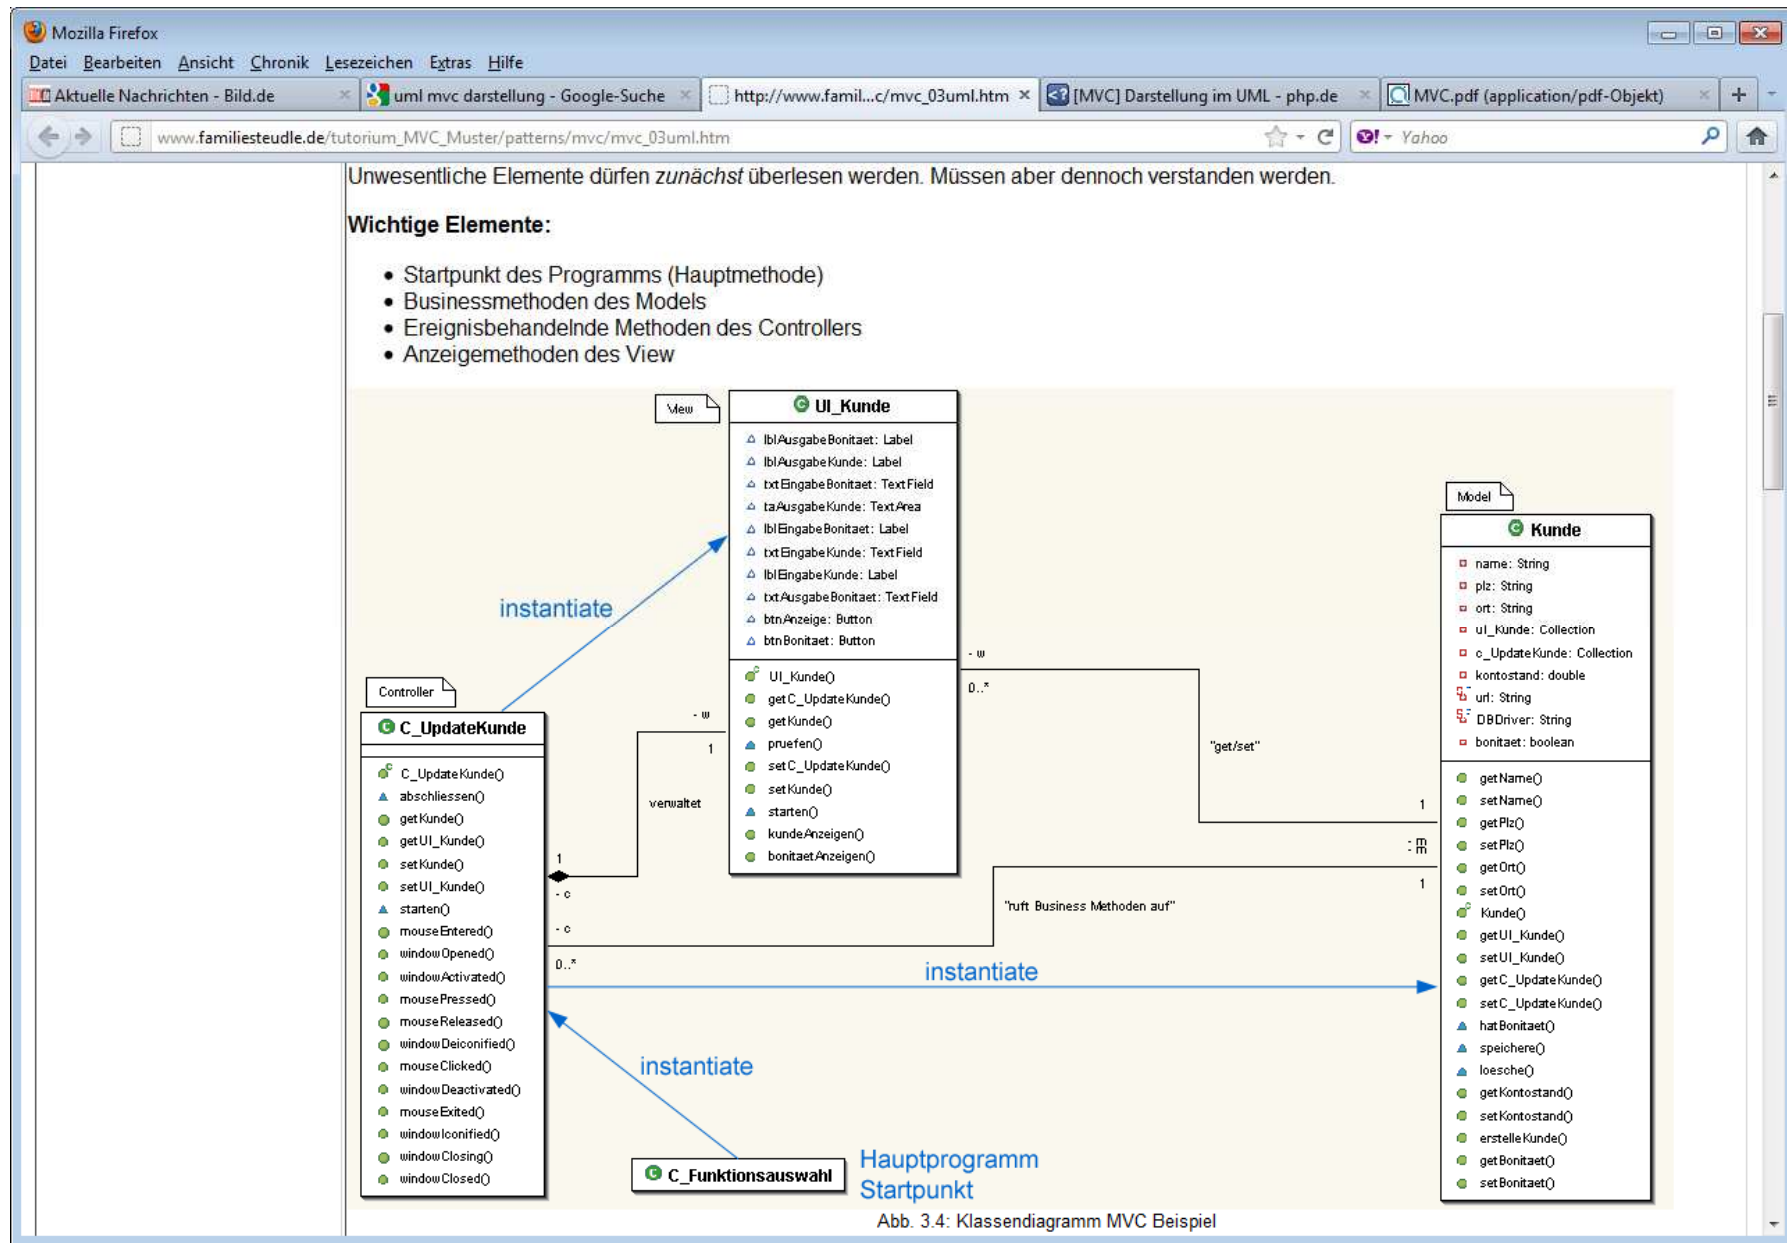 Mozilla Firefox
Datei Bearbeiten Ansicht Chronik Lesezeichen Extras Hilfe
Aktuelle Nachrichten - Bild.de
uml mvc darstellung - Google-Suche
http://www.famil...c/mvc_03uml.htm
[MVC] Darstellung im UML - php.de
MVC.pdf (application/pdf-Objekt)
www.familiesteudle.de/tutorium_MVC_Muster/patterns/mvc/mvc_03uml.htm
Yahoo
Unwesentliche Elemente dürfen zunächst überlesen werden. Müssen aber dennoch verstanden werden.
Wichtige Elemente:
• Startpunkt des Programms (Hauptmethode)
• Businessmethoden des Models
• Ereignisbehandelnde Methoden des Controllers
• Anzeigemethoden des View
View
UI_Kunde
lblAusgabeBonitaet: Label
lblAusgabeKunde: Label
txtEingabeBonitaet: TextField
taAusgabeKunde: TextArea
lblEingabeBonitaet: Label
txtEingabeKunde: TextField
lblEingabeKunde: Label
txtAusgabeBonitaet: TextField
btnAnzeige: Button
btnBonitaet: Button
UI_Kunde()
getC_UpdateKunde()
getKunde()
pruefen()
setC_UpdateKunde()
setKunde()
starten()
kundeAnzeigen()
bonitaetAnzeigen()
Model
Kunde
name: String
plz: String
ort: String
uI_Kunde: Collection
c_UpdateKunde: Collection
kontostand: double
url: String
DBDriver: String
bonitaet: boolean
getName()
setName()
getPlz()
setPlz()
getOrt()
setOrt()
Kunde()
getUI_Kunde()
setUI_Kunde()
getC_UpdateKunde()
setC_UpdateKunde()
hatBonitaet()
speichere()
loesche()
getKontostand()
setKontostand()
erstelleKunde()
getBonitaet()
setBonitaet()
Controller
C_UpdateKunde
C_UpdateKunde()
abschliessen()
getKunde()
getUI_Kunde()
setKunde()
setUI_Kunde()
starten()
mouseEntered()
windowOpened()
windowActivated()
mousePressed()
mouseReleased()
windowDeiconified()
mouseClicked()
windowDeactivated()
mouseExited()
windowIconified()
windowClosing()
windowClosed()
instantiate
- w
1
verwaltet
1
- c
- w
0..*
"get/set"
1
- m
- m
1
"ruft Business Methoden auf"
- c
0..*
instantiate
instantiate
C_Funktionsauswahl
Hauptprogramm
Startpunkt
Abb. 3.4: Klassendiagramm MVC Beispiel